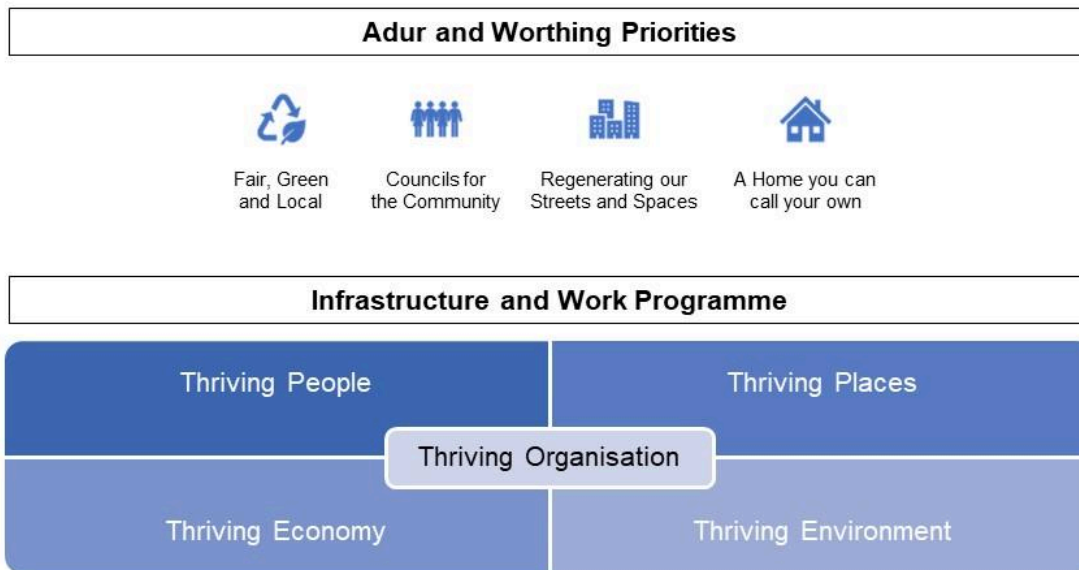 Adur and Worthing Priorities
Fair, Green
and Local
Councils for
the Community
Regenerating our
Streets and Spaces
A Home you can
call your own
Infrastructure and Work Programme
Thriving People
Thriving Places
Thriving Organisation
Thriving Economy
Thriving Environment